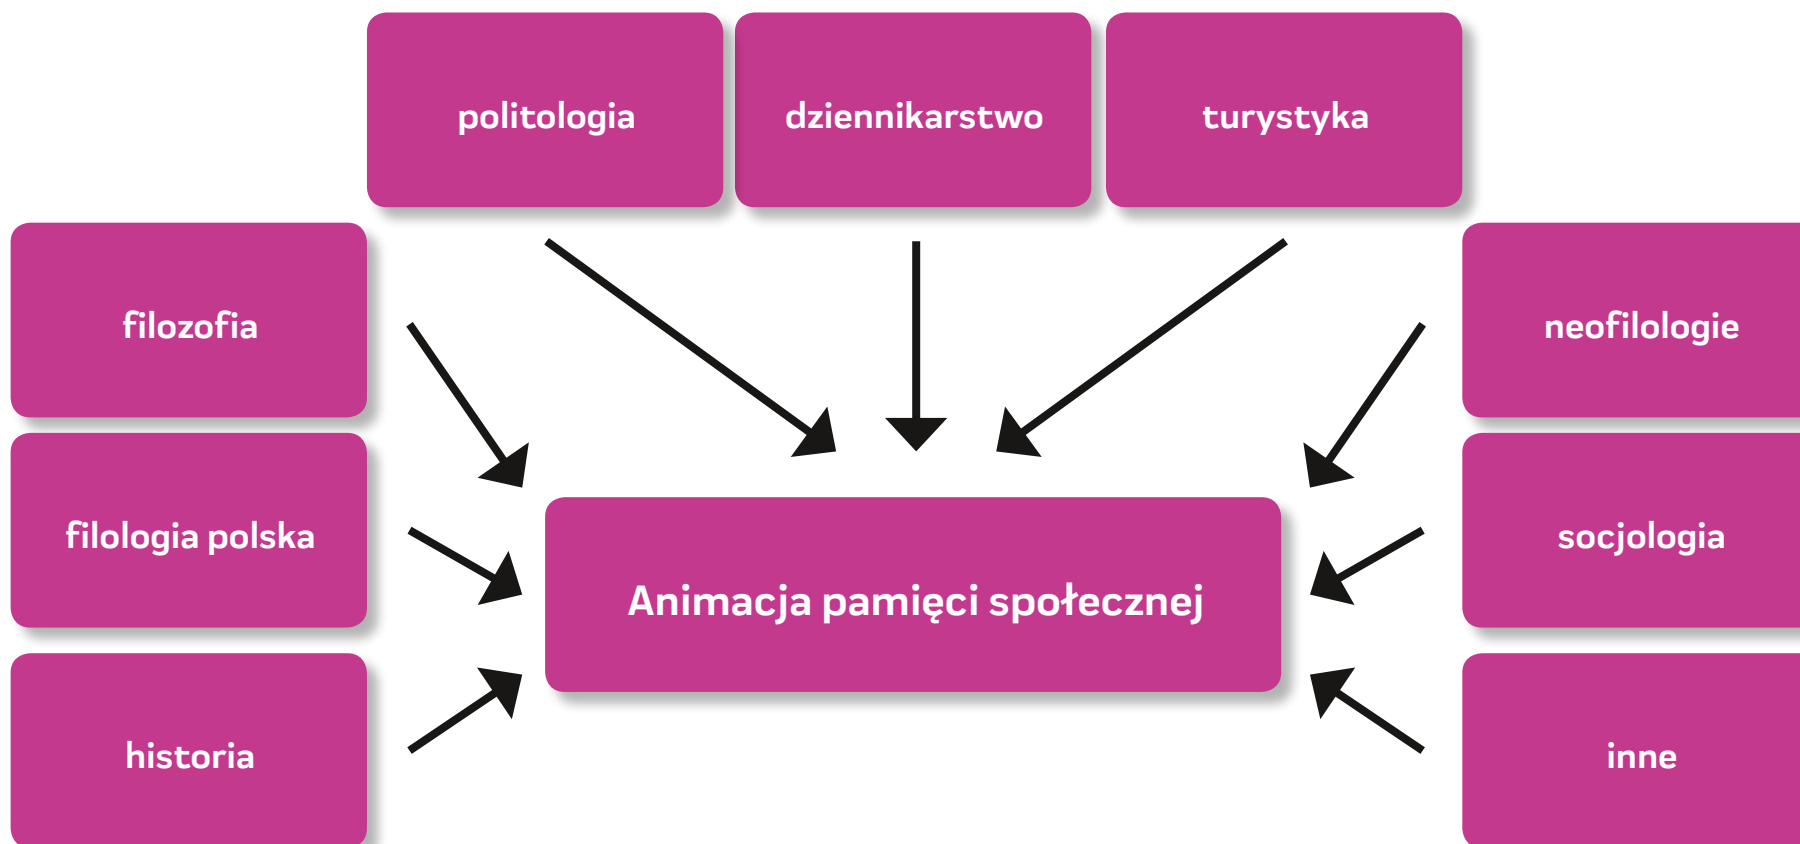 politologia
dziennikarstwo
turystyka
filozofia
neofilologie
filologia polska
socjologia
Animacja pamięci społecznej
historia
inne